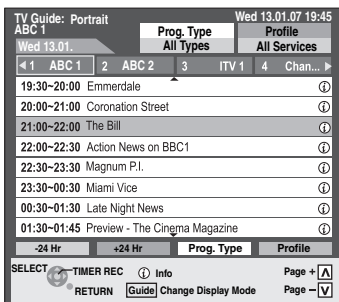 TV Guide: Portrait
Wed 13.01.07 19:45
ABC 1
Prog. Type
Profile
Wed 13.01.
All Types
All Services
1 ABC 1 2 ABC 2 3 ITV 1 4 Chan...
19:30~20:00 Emmerdale
20:00~21:00 Coronation Street
21:00~22:00 The Bill
22:00~22:30 Action News on BBC1
22:30~23:30 Magnum P.I.
23:30~00:30 Miami Vice
00:30~01:30 Late Night News
01:30~01:45 Preview - The Cinema Magazine
-24 Hr +24 Hr Prog. Type Profile
SELECT TIMER REC i Info Page +
RETURN Guide Change Display Mode Page −